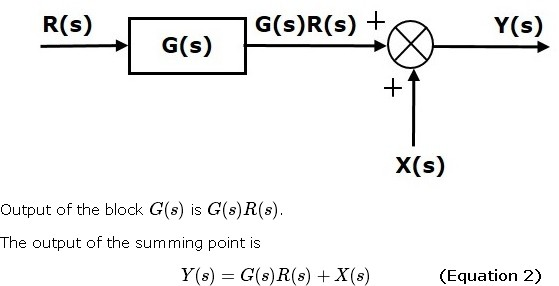 R(s) G(s) G(s)R(s) + Y(s)
+
X(s)
Output of the block G(s) is G(s)R(s).
The output of the summing point is
Y(s) = G(s)R(s) + X(s) (Equation 2)